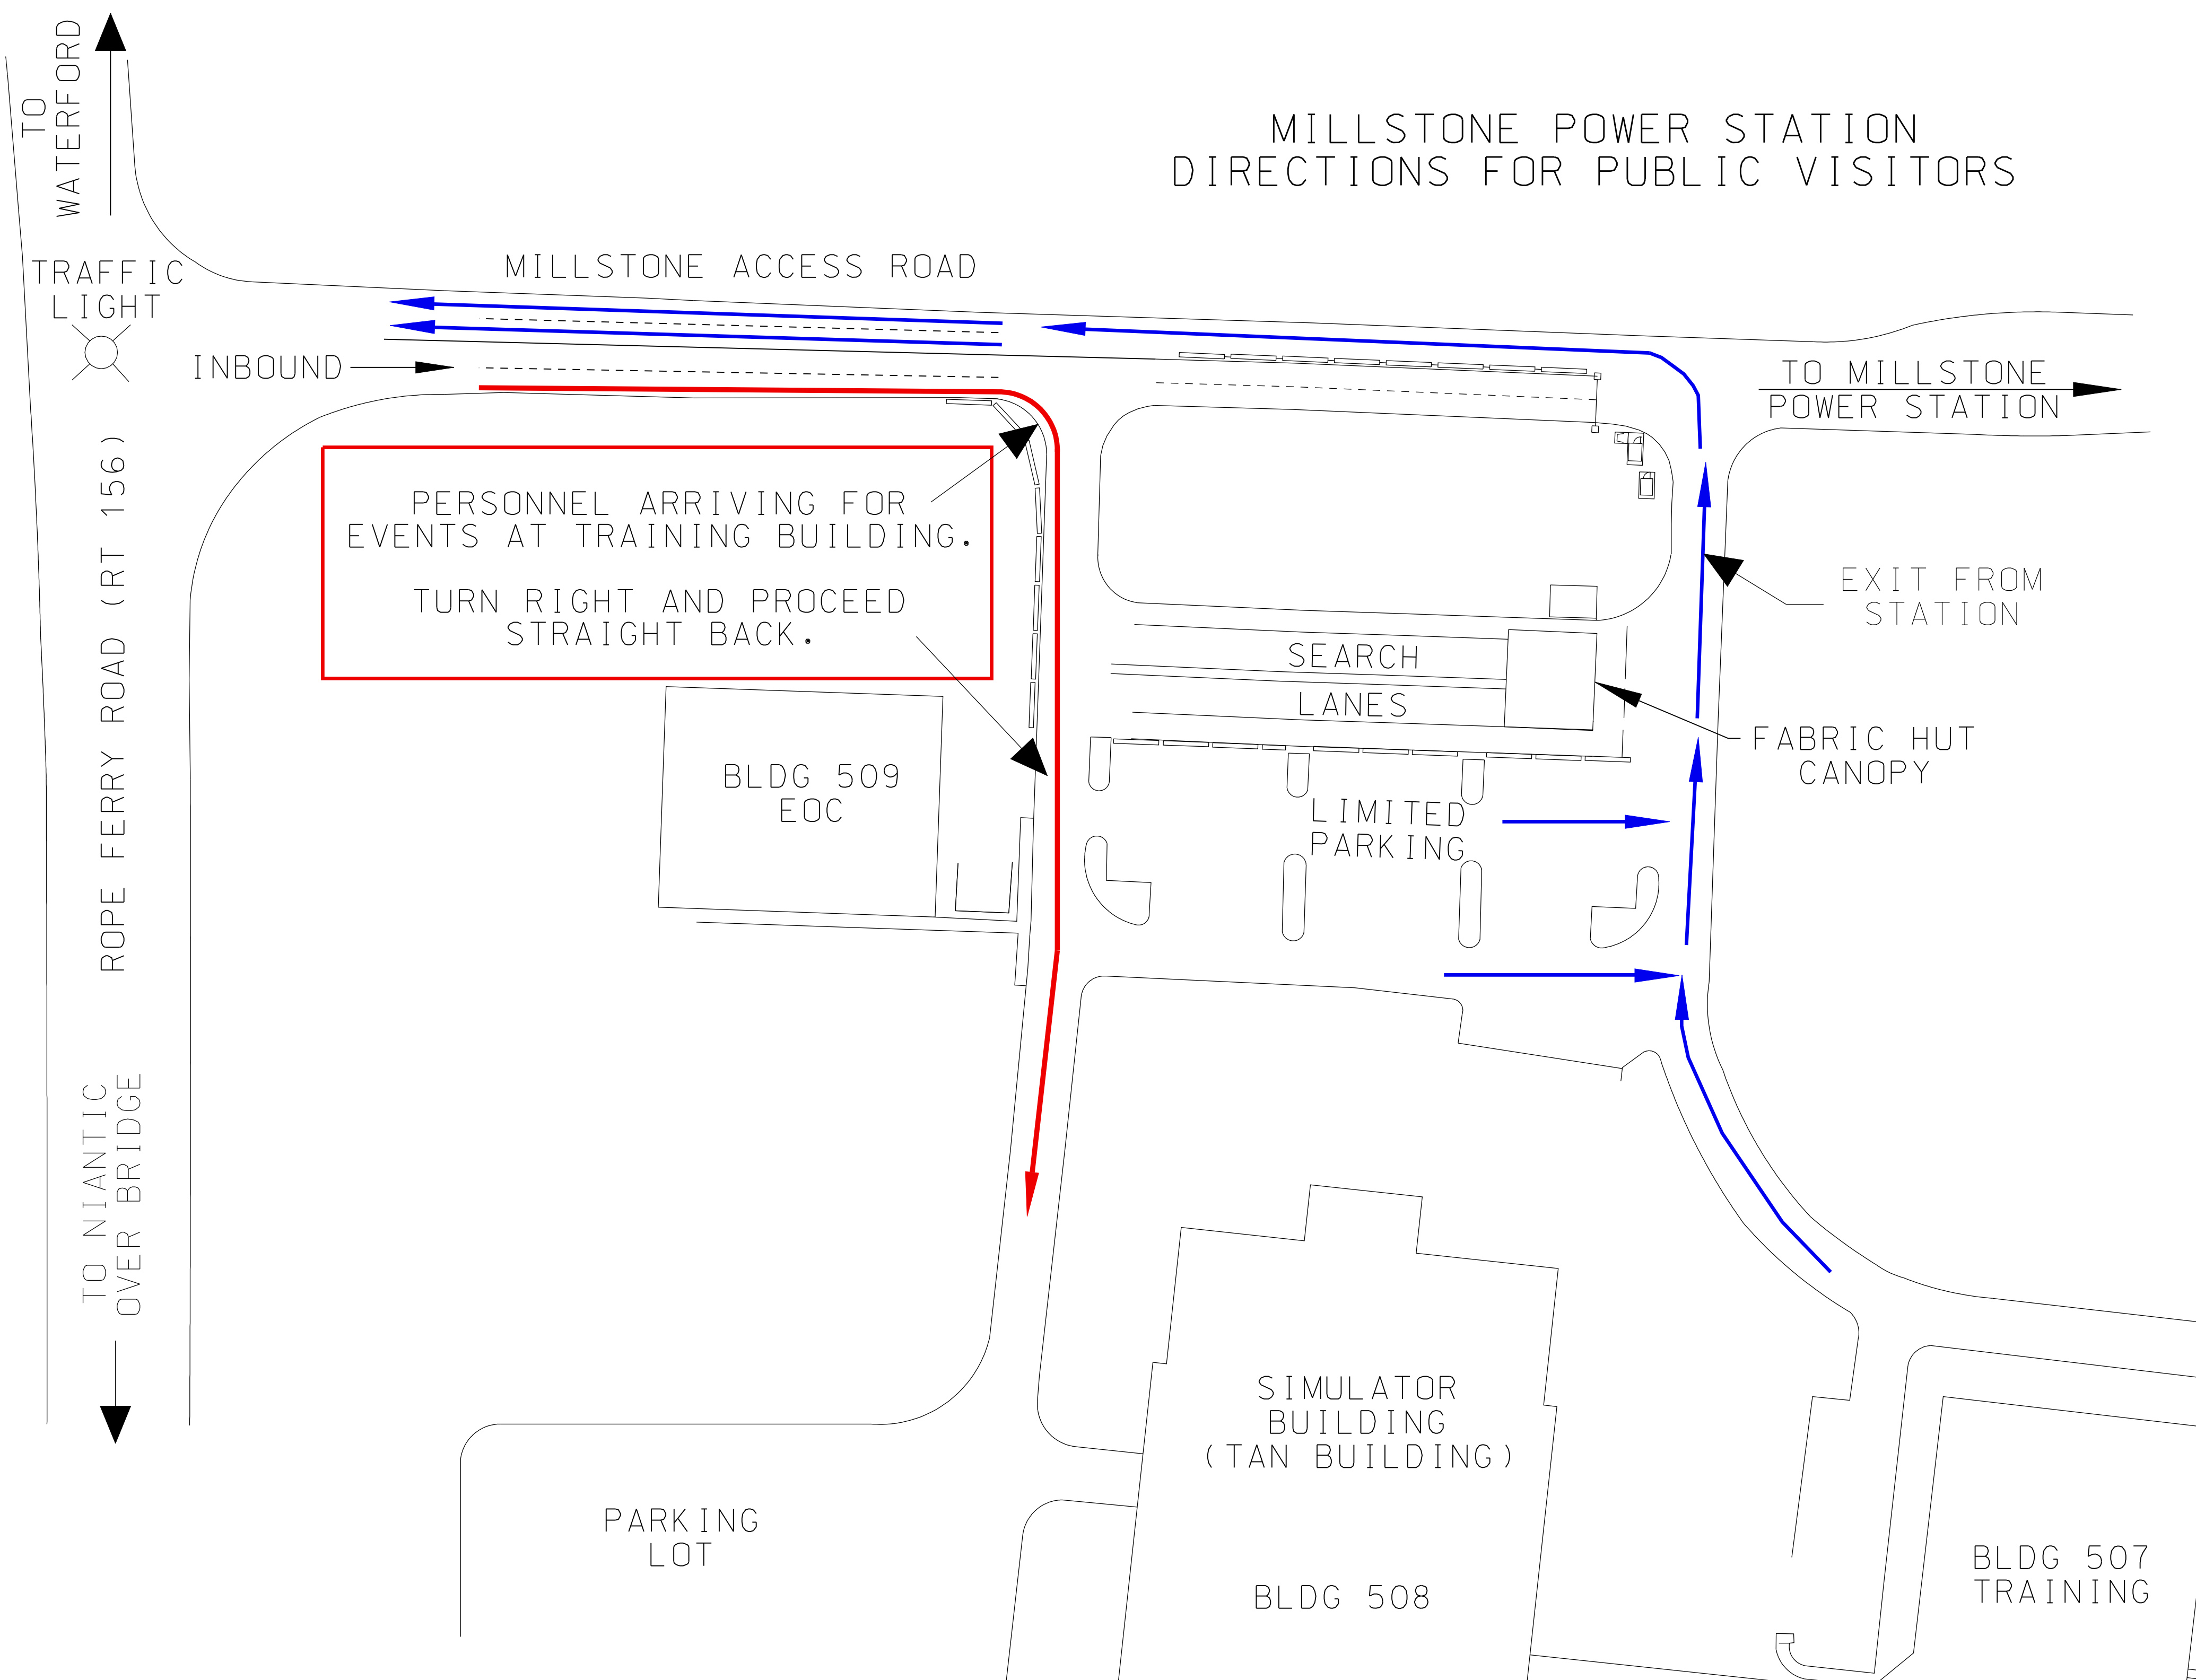 TO
WATERFORD
MILLSTONE POWER STATION
DIRECTIONS FOR PUBLIC VISITORS
TRAFFIC
LIGHT
MILLSTONE ACCESS ROAD
INBOUND
TO MILLSTONE
POWER STATION
ROPE FERRY ROAD (RT 156)
PERSONNEL ARRIVING FOR
EVENTS AT TRAINING BUILDING.
TURN RIGHT AND PROCEED
STRAIGHT BACK.
EXIT FROM
STATION
SEARCH
LANES
FABRIC HUT
CANOPY
BLDG 509
EOC
LIMITED
PARKING
TO NIANTIC
OVER BRIDGE
SIMULATOR
BUILDING
(TAN BUILDING)
PARKING
LOT
BLDG 508
BLDG 507
TRAINING